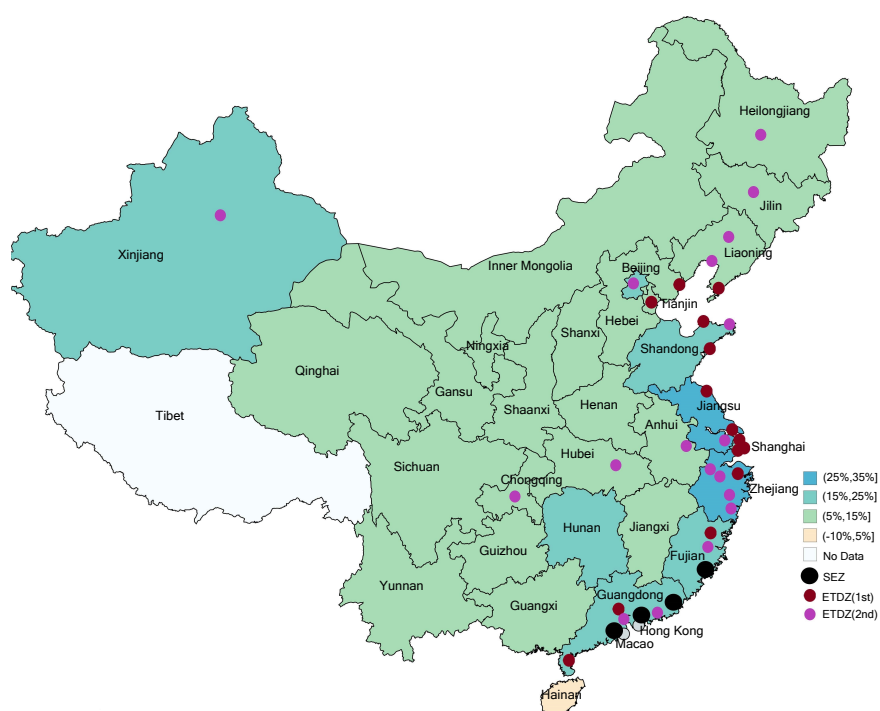 Heilongjiang
Jilin
Liaoning
Xinjiang
Inner Mongolia
Beijing
Tianjin
Hebei
Shanxi
Ningxia
Shandong
Qinghai
Gansu
Shaanxi
Henan
Jiangsu
Anhui
Tibet
Shanghai
Hubei
Sichuan
Chongqing
Zhejiang
Hunan
Jiangxi
Guizhou
Fujian
Yunnan
Guangxi
Guangdong
Hong Kong
Macao
Hainan
(25%,35%]
(15%,25%]
(5%,15%]
(-10%,5%]
No Data
SEZ
ETDZ(1st)
ETDZ(2nd)